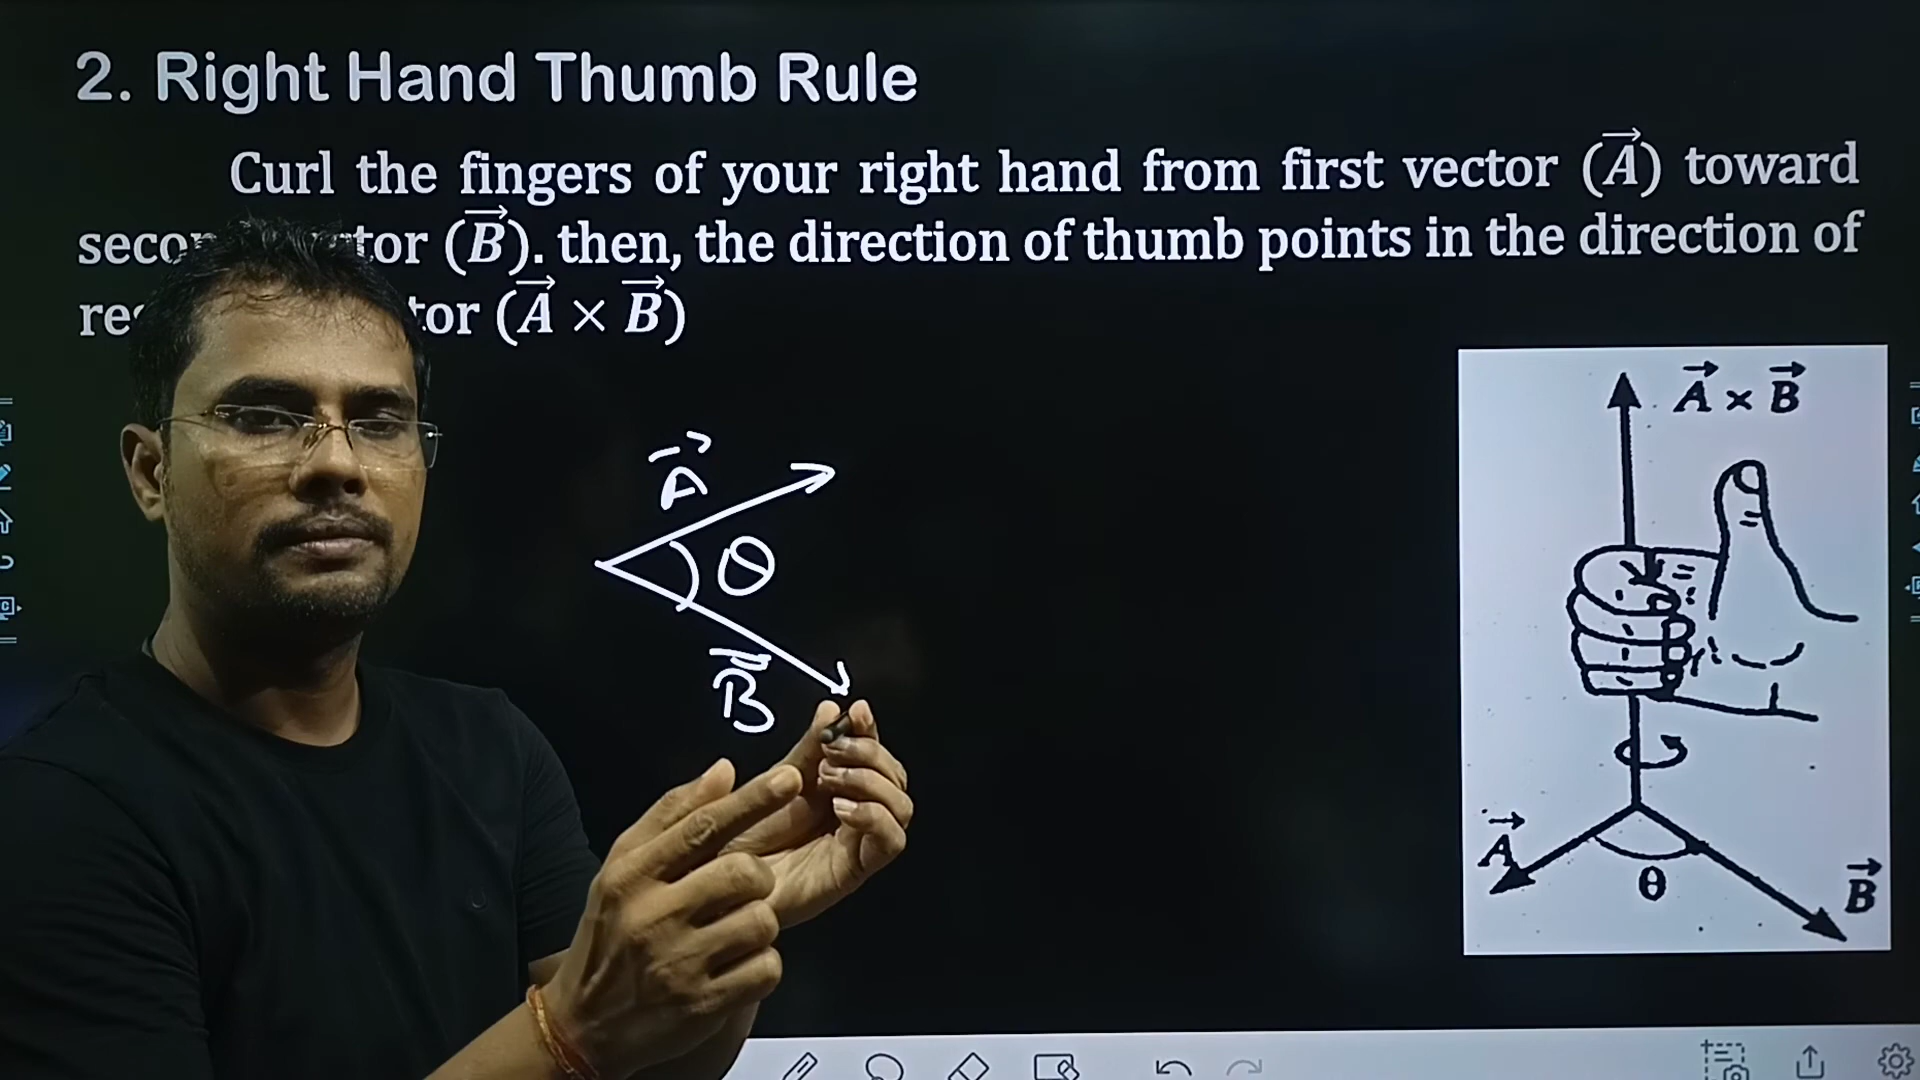 2. Right Hand Thumb Rule
Curl the fingers of your right hand from first vector (A⃗) toward
tor (B⃗). then, the direction of thumb points in the direction of
tor (A⃗ × B⃗)
A⃗
θ
B⃗
A⃗ × B⃗
A⃗
θ
B⃗